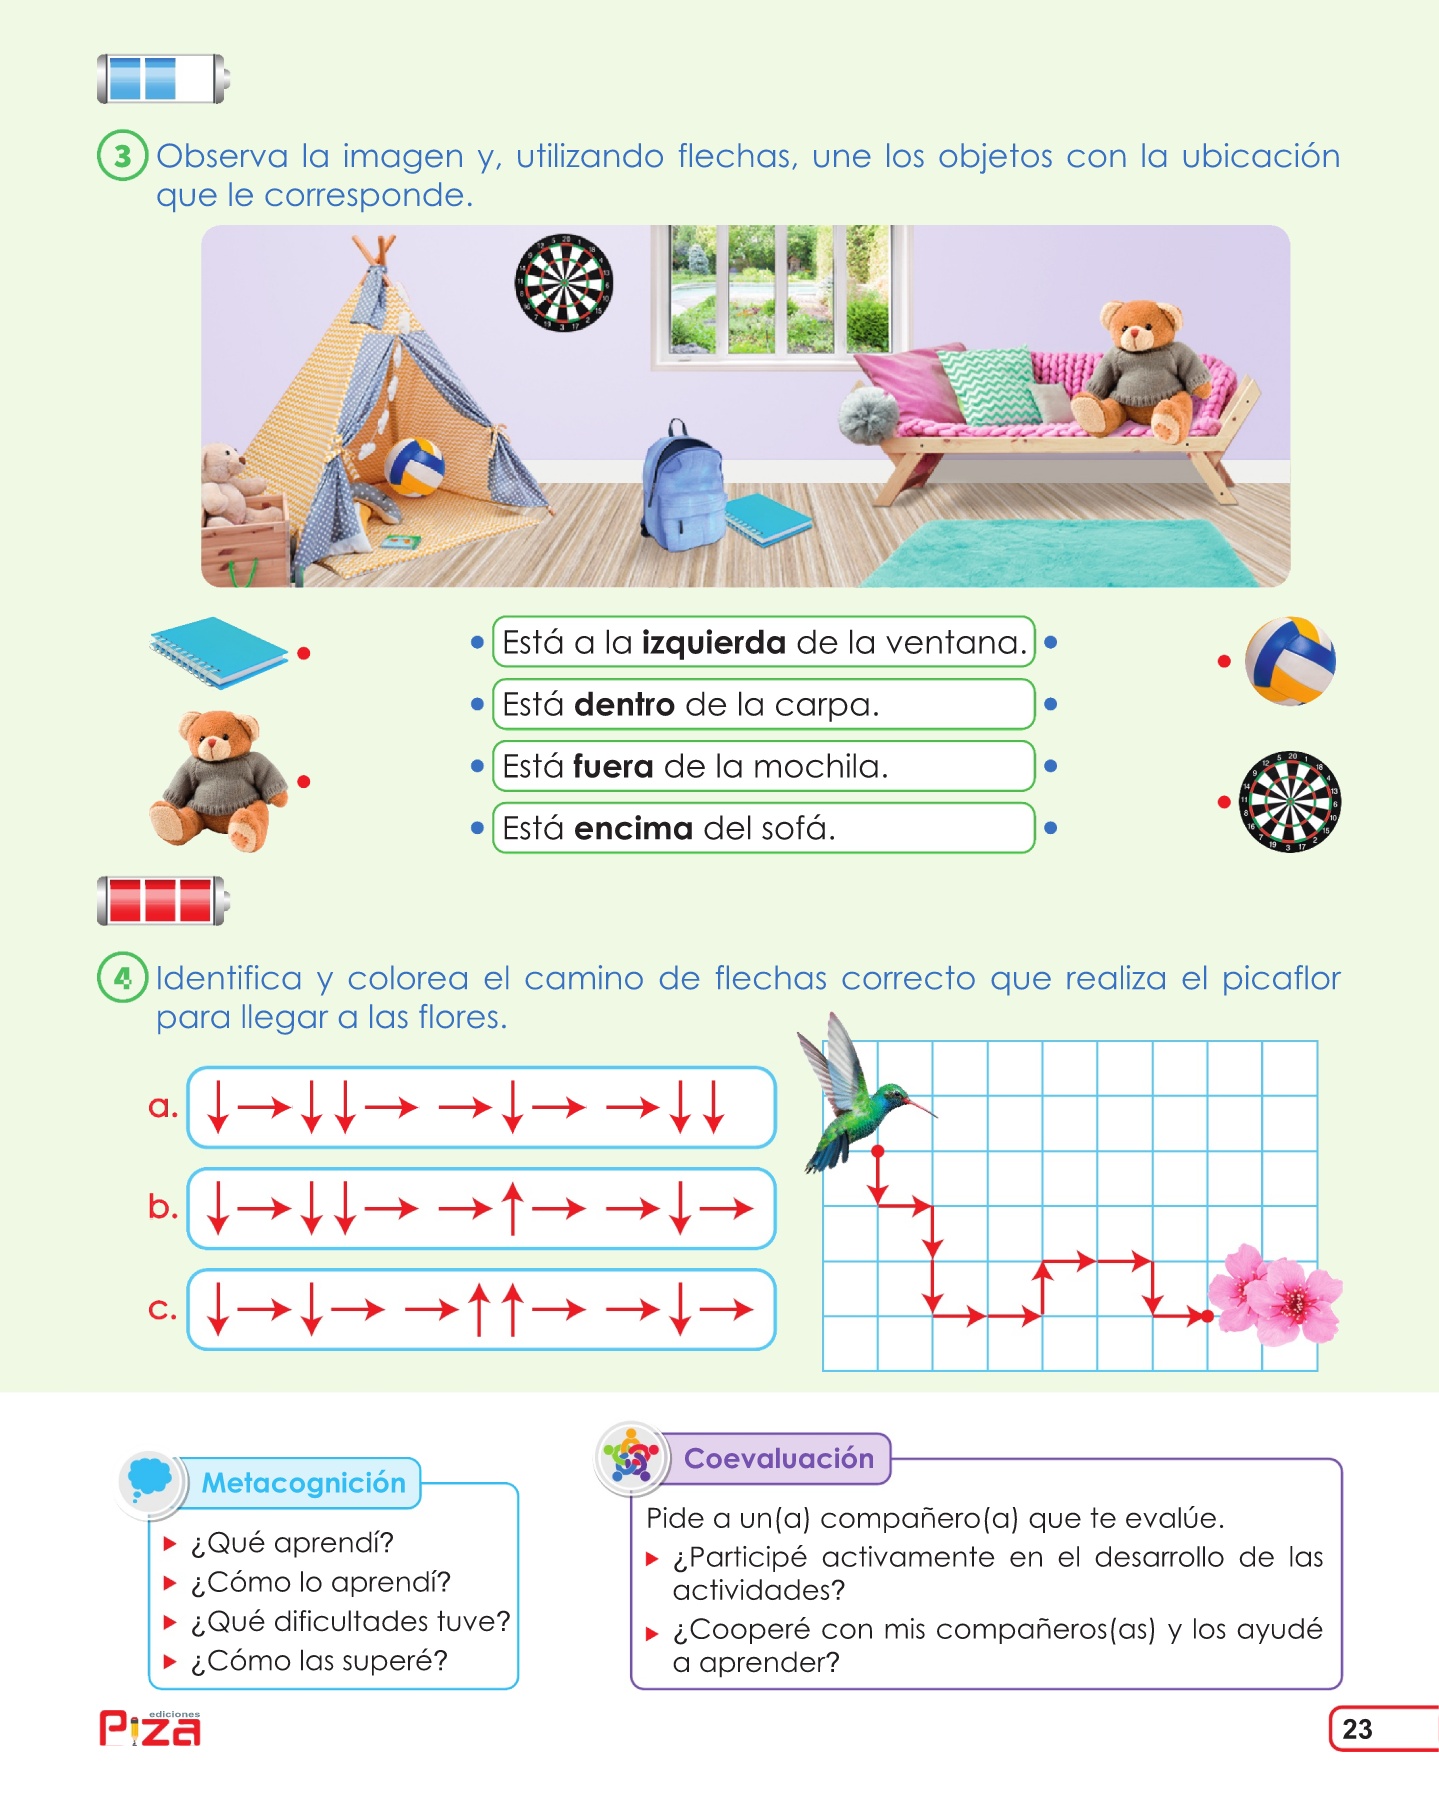 3 Observa la imagen y, utilizando flechas, une los objetos con la ubicación
que le corresponde.
Está a la izquierda de la ventana.
Está dentro de la carpa.
Está fuera de la mochila.
Está encima del sofá.
4 Identifica y colorea el camino de flechas correcto que realiza el picaflor
para llegar a las flores.
a.
b.
c.
Metacognición
¿Qué aprendí?
¿Cómo lo aprendí?
¿Qué dificultades tuve?
¿Cómo las superé?
Coevaluación
Pide a un(a) compañero(a) que te evalúe.
¿Participé activamente en el desarrollo de las
actividades?
¿Cooperé con mis compañeros(as) y los ayudé
a aprender?
ediciones
Piza
23